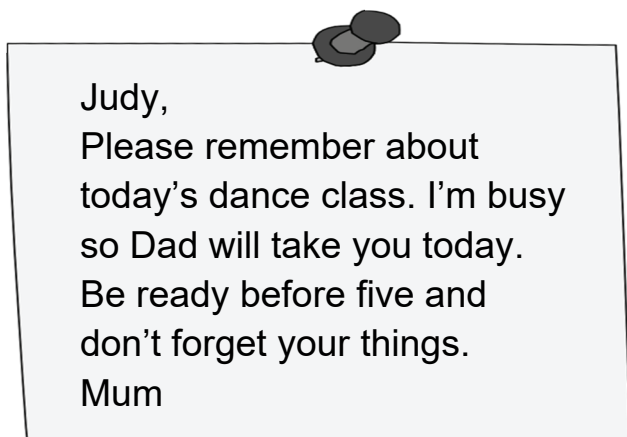 Judy,
Please remember about
today’s dance class. I’m busy
so Dad will take you today.
Be ready before five and
don’t forget your things.
Mum